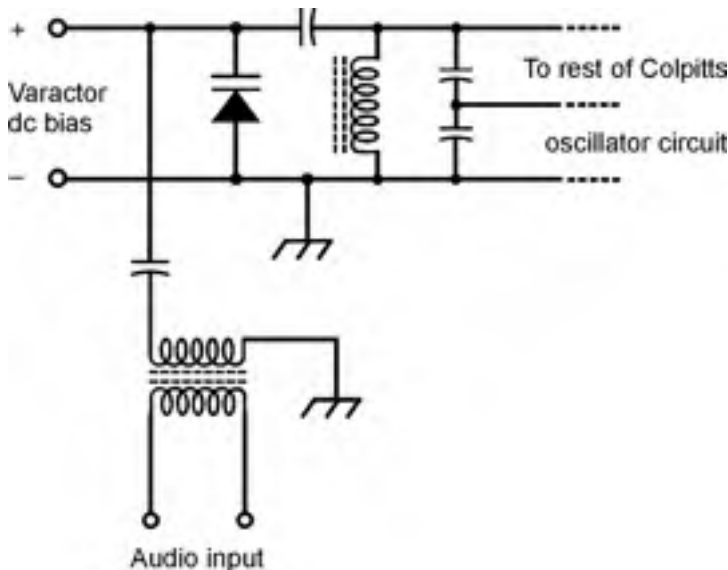 +
Varactor
dc bias
–
To rest of Colpitts
oscillator circuit
Audio input